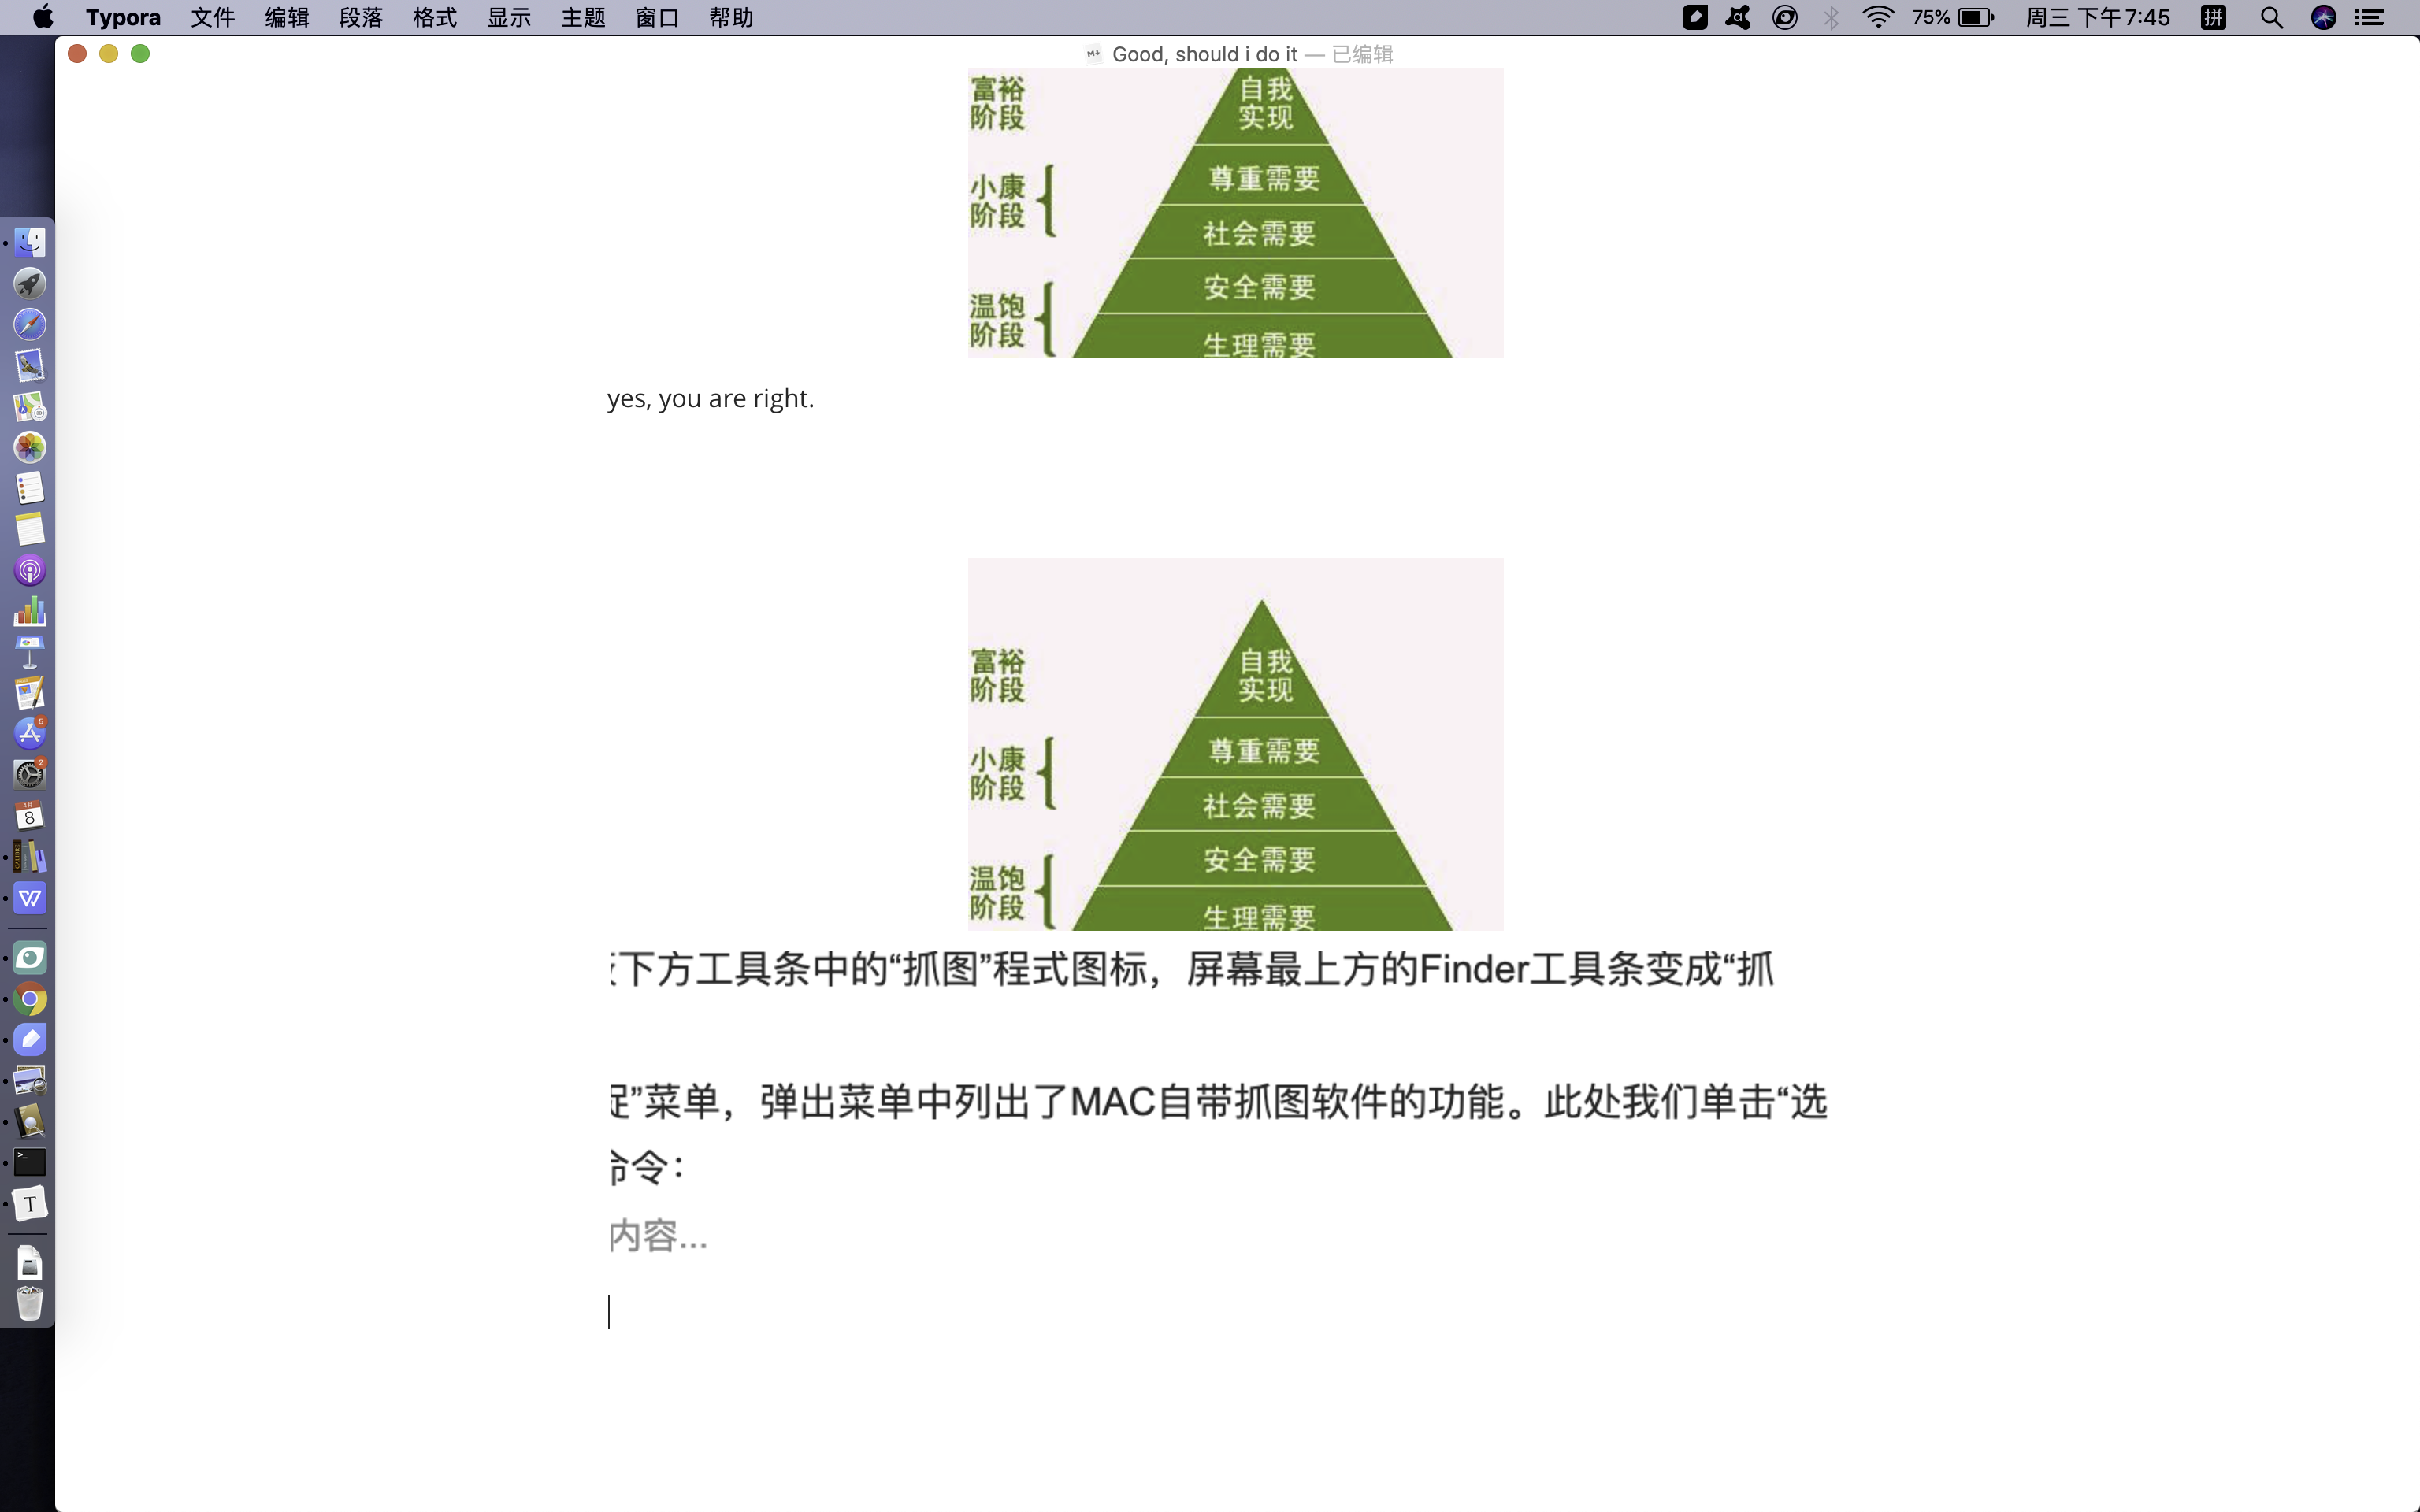 Typora 文件 编辑 段落 格式 显示 主题 窗口 帮助 75% 周三 下午7:45 拼
Good, should i do it — 已编辑
富裕
阶段
自我
实现
尊重需要
小康
阶段
社会需要
安全需要
温饱
阶段
生理需要
yes, you are right.
富裕
阶段
自我
实现
尊重需要
小康
阶段
社会需要
安全需要
温饱
阶段
生理需要
下方工具条中的“抓图”程式图标，屏幕最上方的Finder工具条变成“抓
”菜单，弹出菜单中列出了MAC自带抓图软件的功能。此处我们单击“选
命令：
内容...
5
2
4月
8
W
T